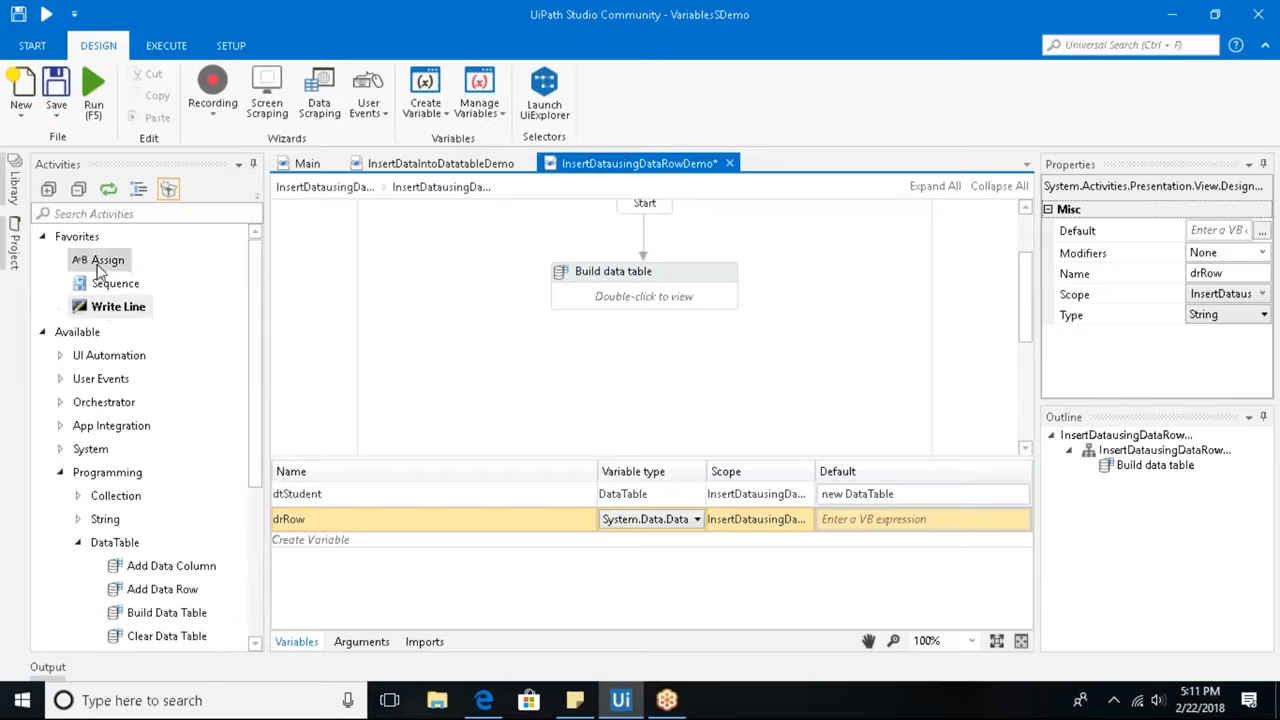 UiPath Studio Community - VariablesSDemo
START
DESIGN
EXECUTE
SETUP
Universal Search (Ctrl + F)
New
Save
Run
(F5)
Cut
Copy
Paste
Recording
Screen
Scraping
Data
Scraping
User
Events
Create
Variable
Manage
Variables
Launch
UiExplorer
File
Edit
Wizards
Variables
Selectors
Library
Project
Activities
Search Activities
Favorites
A*B Assign
Sequence
Write Line
Available
UI Automation
User Events
Orchestrator
App Integration
System
Programming
Collection
String
DataTable
Add Data Column
Add Data Row
Build Data Table
Clear Data Table
Main
InsertDataIntoDatatableDemo
InsertDatausingDataRowDemo*
InsertDatausingDa...
InsertDatausingDa...
Expand All
Collapse All
Start
Build data table
Double-click to view
Name
Variable type
Scope
Default
dtStudent
DataTable
InsertDatausingDa...
new DataTable
drRow
System.Data.Data
InsertDatausingDa...
Enter a VB expression
Create Variable
Variables
Arguments
Imports
100%
Properties
System.Activities.Presentation.View.Design...
Misc
Default
Enter a VB
...
Modifiers
None
Name
drRow
Scope
InsertDataus
Type
String
Outline
InsertDatausingDataRow...
InsertDatausingDataRow...
Build data table
Output
Type here to search
Ui
5:11 PM
2/22/2018